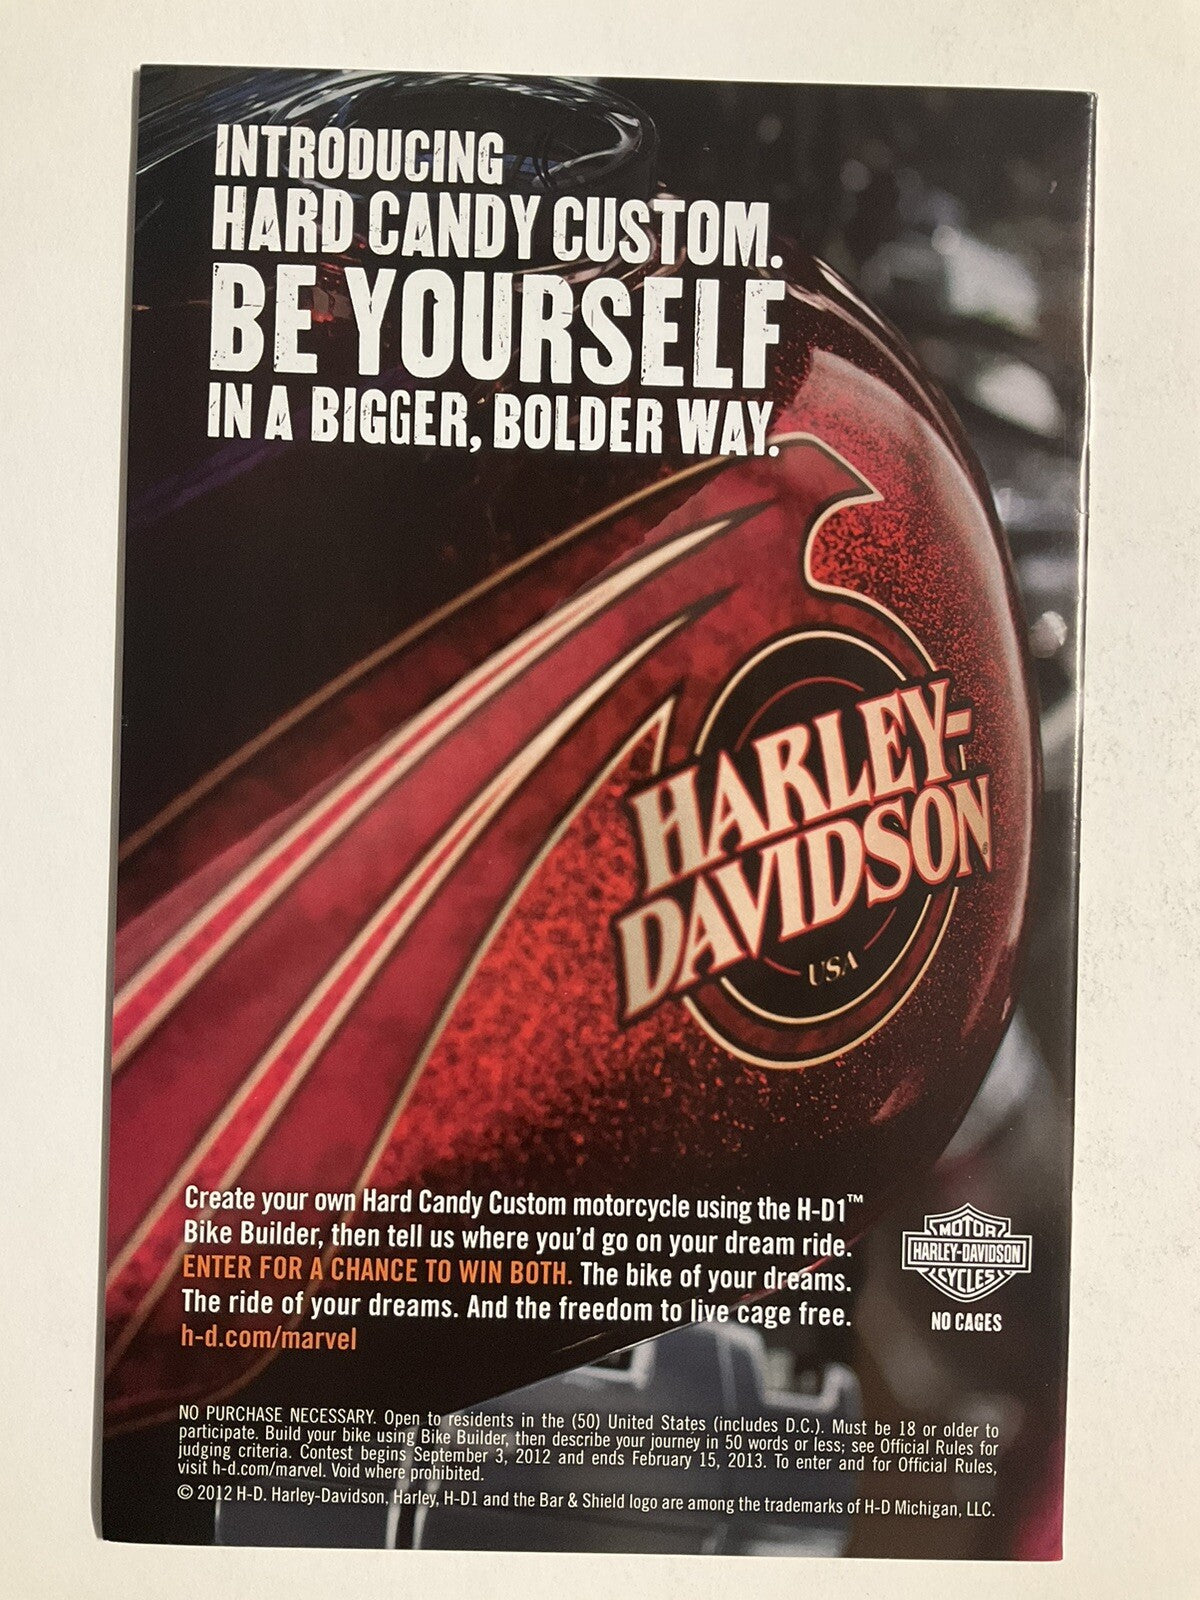 INTRODUCING
HARD CANDY CUSTOM.
BE YOURSELF
IN A BIGGER, BOLDER WAY.
HARLEY-
DAVIDSON®
USA
Create your own Hard Candy Custom motorcycle using the H-D1™
Bike Builder, then tell us where you'd go on your dream ride.
ENTER FOR A CHANCE TO WIN BOTH. The bike of your dreams.
The ride of your dreams. And the freedom to live cage free.
h-d.com/marvel
MOTOR
HARLEY-DAVIDSON
CYCLES
NO CAGES
NO PURCHASE NECESSARY. Open to residents in the (50) United States (includes D.C.). Must be 18 or older to
participate. Build your bike using Bike Builder, then describe your journey in 50 words or less; see Official Rules for
judging criteria. Contest begins September 3, 2012 and ends February 15, 2013. To enter and for Official Rules,
visit h-d.com/marvel. Void where prohibited.
© 2012 H-D. Harley-Davidson, Harley, H-D1 and the Bar & Shield logo are among the trademarks of H-D Michigan, LLC.